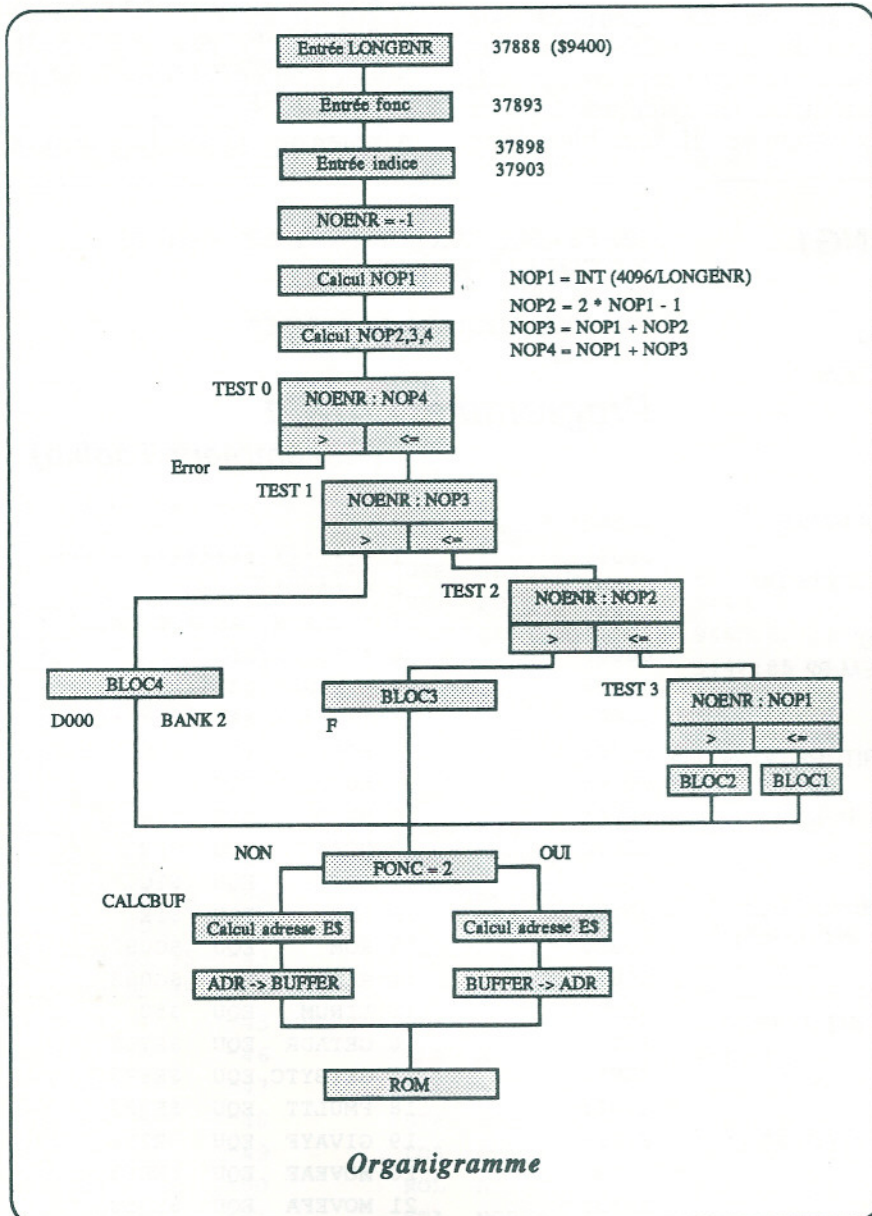 Entrée LONGENR 37888 ($9400)
Entrée fonc 37893
Entrée indice 37898
37903
NOENR = -1
Calcul NOP1 NOP1 = INT (4096/LONGENR)
NOP2 = 2 * NOP1 - 1
Calcul NOP2,3,4 NOP3 = NOP1 + NOP2
NOP4 = NOP1 + NOP3
TEST 0
NOENR : NOP4
> <=
Error
TEST 1
NOENR : NOP3
> <=
TEST 2
NOENR : NOP2
> <=
BLOC4
D000 BANK 2
BLOC3
F
TEST 3
NOENR : NOP1
> <=
BLOC2 BLOC1
NON FONC = 2 OUI
CALCBUF
Calcul adresse E$ Calcul adresse E$
ADR -> BUFFER BUFFER -> ADR
ROM
Organigramme